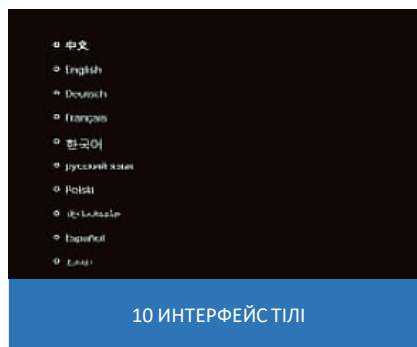 中文
English
Deutsch
français
한국어
русский язык
Polski
Español
10 ИНТЕРФЕЙС ТІЛІ